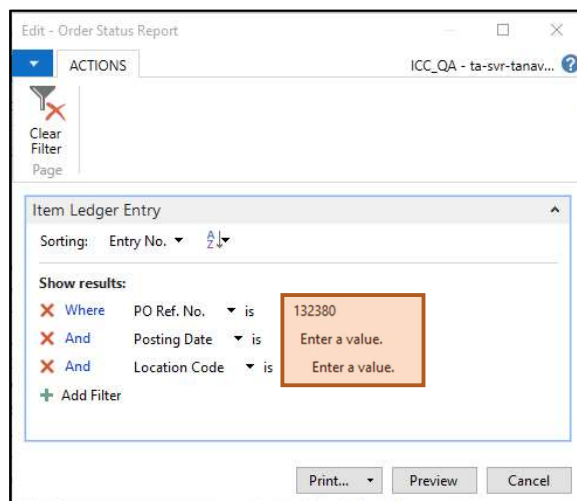 Edit - Order Status Report
ACTIONS
ICC_QA - ta-svr-tanav...
?
Clear
Filter
Page
Item Ledger Entry
Sorting: Entry No. AZ
Show results:
Where PO Ref. No. is 132380
And Posting Date is Enter a value.
And Location Code is Enter a value.
Add Filter
Print... Preview Cancel